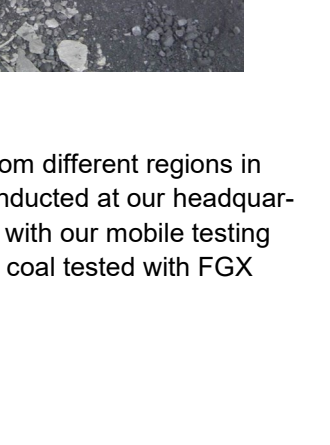 om different regions in
nducted at our headquar-
with our mobile testing
coal tested with FGX